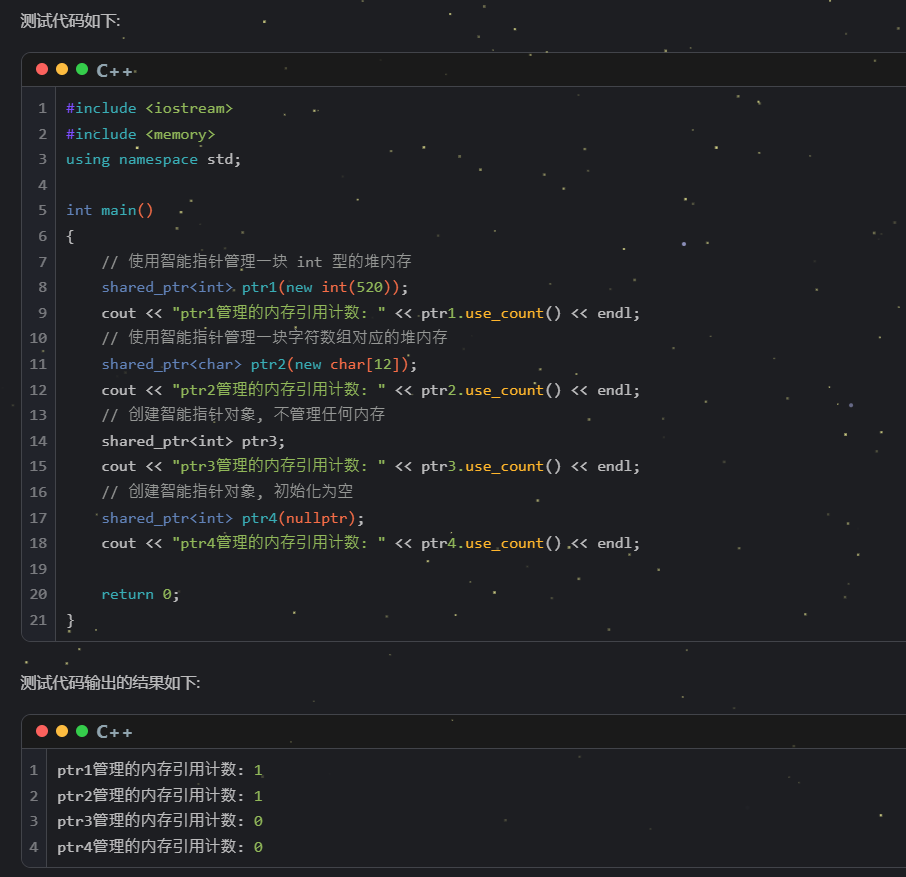 测试代码如下:
C++
1 #include <iostream>
2 #include <memory>
3 using namespace std;
4
5 int main()
6 {
7     // 使用智能指针管理一块 int 型的堆内存
8     shared_ptr<int> ptr1(new int(520));
9     cout << "ptr1管理的内存引用计数: " << ptr1.use_count() << endl;
10     // 使用智能指针管理一块字符数组对应的堆内存
11     shared_ptr<char> ptr2(new char[12]);
12     cout << "ptr2管理的内存引用计数: " << ptr2.use_count() << endl;
13     // 创建智能指针对象, 不管理任何内存
14     shared_ptr<int> ptr3;
15     cout << "ptr3管理的内存引用计数: " << ptr3.use_count() << endl;
16     // 创建智能指针对象, 初始化为空
17     shared_ptr<int> ptr4(nullptr);
18     cout << "ptr4管理的内存引用计数: " << ptr4.use_count() << endl;
19
20     return 0;
21 }
测试代码输出的结果如下:
C++
1 ptr1管理的内存引用计数: 1
2 ptr2管理的内存引用计数: 1
3 ptr3管理的内存引用计数: 0
4 ptr4管理的内存引用计数: 0